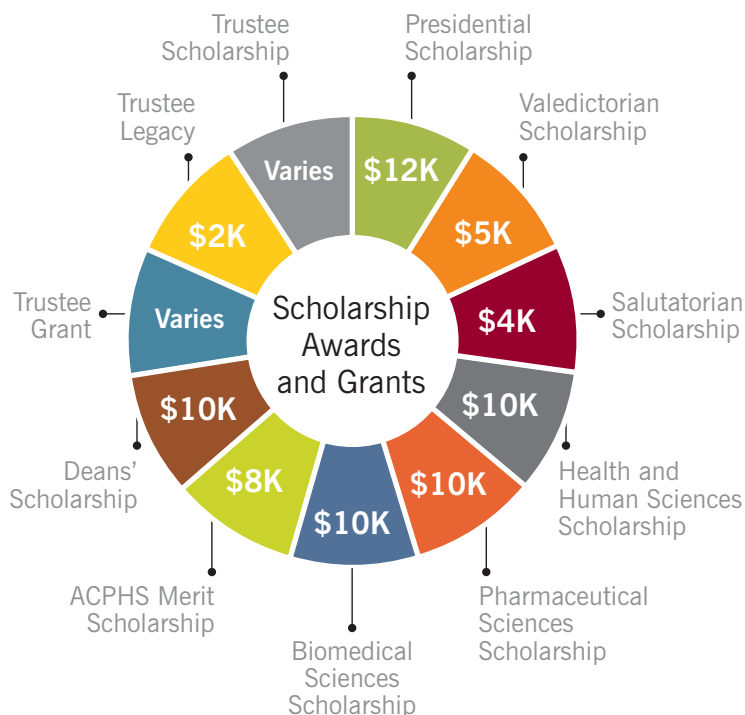 Trustee
Scholarship
Presidential
Scholarship
Trustee
Legacy
Valedictorian
Scholarship
Varies
$12K
$2K
$5K
Trustee
Grant
Varies
Scholarship
Awards
and Grants
$4K
Salutatorian
Scholarship
$10K
$10K
Deans’
Scholarship
$8K
$10K
$10K
Health and
Human Sciences
Scholarship
ACPHS Merit
Scholarship
Biomedical
Sciences
Scholarship
Pharmaceutical
Sciences
Scholarship